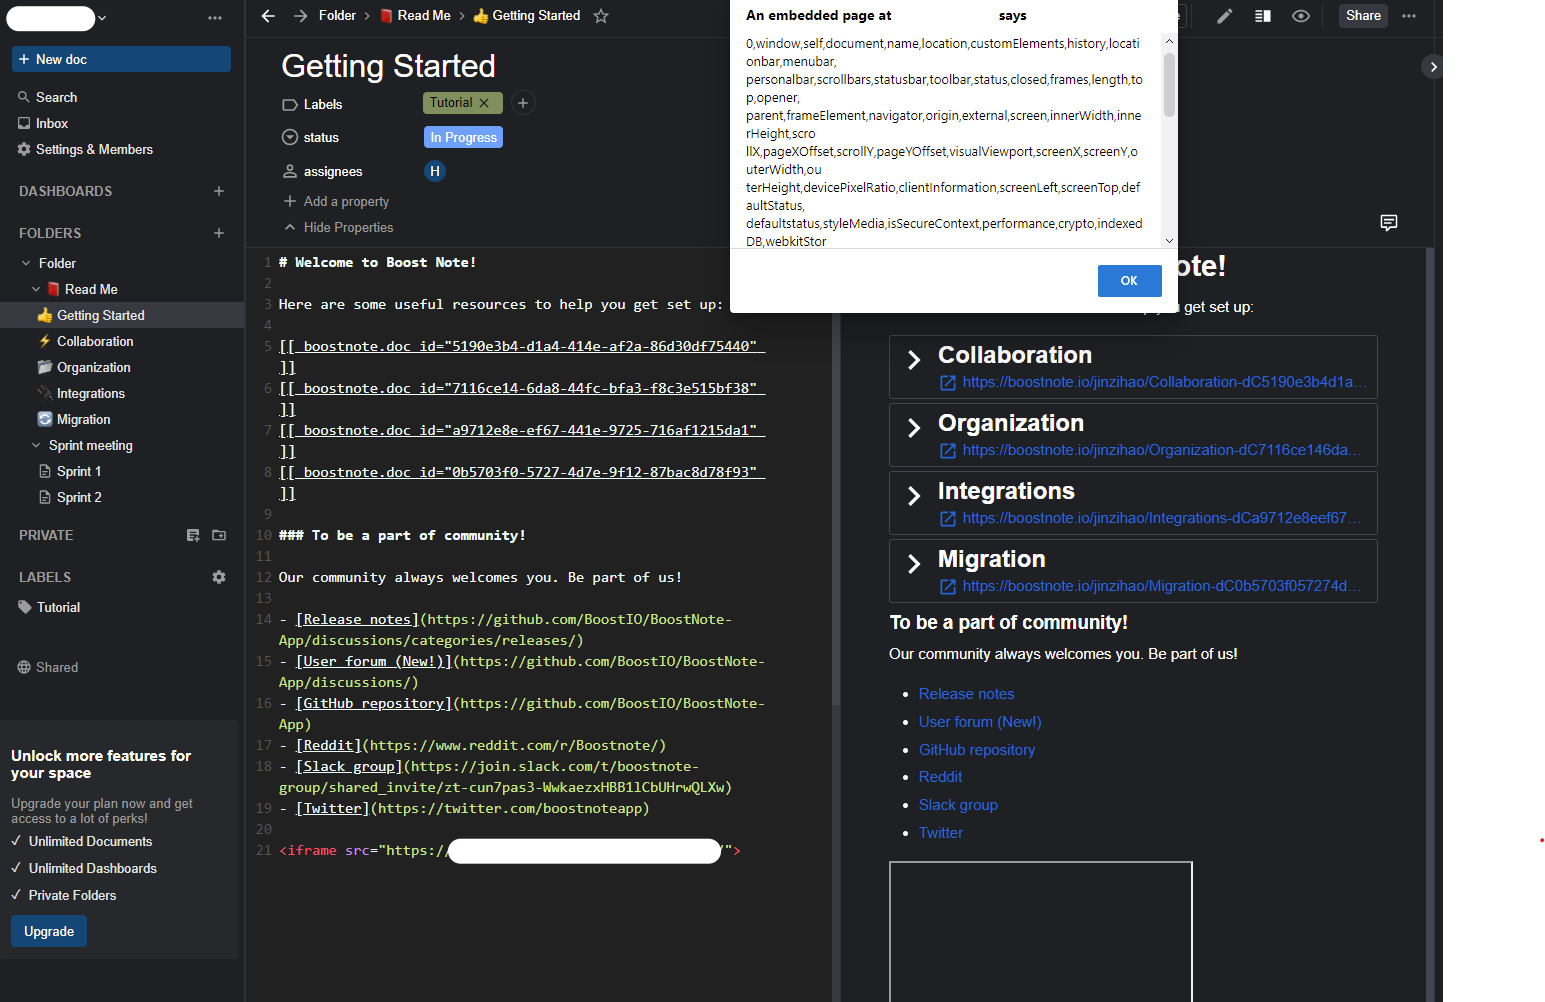 New doc
Search
Inbox
Settings & Members
DASHBOARDS
FOLDERS
Folder
Read Me
Getting Started
Collaboration
Organization
Integrations
Migration
Sprint meeting
Sprint 1
Sprint 2
PRIVATE
LABELS
Tutorial
Shared
Unlock more features for
your space
Upgrade your plan now and get
access to a lot of perks!
✓ Unlimited Documents
✓ Unlimited Dashboards
✓ Private Folders
Upgrade
Folder > Read Me > Getting Started
Share
Getting Started
Labels Tutorial
status In Progress
assignees H
Add a property
Hide Properties
An embedded page at says
0,window,self,document,name,location,customElements,history,locati
onbar,menubar,
personalbar,scrollbars,statusbar,toolbar,status,closed,frames,length,to
p,opener,
parent,frameElement,navigator,origin,external,screen,innerWidth,inne
rHeight,scro
llX,pageXOffset,scrollY,pageYOffset,visualViewport,screenX,screenY,o
uterWidth,ou
terHeight,devicePixelRatio,clientInformation,screenLeft,screenTop,def
aultStatus,
defaultstatus,styleMedia,isSecureContext,performance,crypto,indexed
DB,webkitStor
OK
1 # Welcome to Boost Note!
2
3 Here are some useful resources to help you get set up:
4
5 [[ boostnote.doc id="5190e3b4-d1a4-414e-af2a-86d30df75440"
]]
6 [[ boostnote.doc id="7116ce14-6da8-44fc-bfa3-f8c3e515bf38"
]]
7 [[ boostnote.doc id="a9712e8e-ef67-441e-9725-716af1215da1"
]]
8 [[ boostnote.doc id="0b5703f0-5727-4d7e-9f12-87bac8d78f93"
]]
9
10 ### To be a part of community!
11
12 Our community always welcomes you. Be part of us!
13
14 - [Release notes](https://github.com/BoostIO/BoostNote-
App/discussions/categories/releases/)
15 - [User forum (New!)](https://github.com/BoostIO/BoostNote-
App/discussions/)
16 - [GitHub repository](https://github.com/BoostIO/BoostNote-
App)
17 - [Reddit](https://www.reddit.com/r/Boostnote/)
18 - [Slack group](https://join.slack.com/t/boostnote-
group/shared_invite/zt-cun7pas3-WwkaezxHBB1lCbUHrwQLXw)
19 - [Twitter](https://twitter.com/boostnoteapp)
20
21 <iframe src="https:/ /">
ote!
get set up:
Collaboration
https://boostnote.io/jinzihao/Collaboration-dC5190e3b4d1a...
Organization
https://boostnote.io/jinzihao/Organization-dC7116ce146da...
Integrations
https://boostnote.io/jinzihao/Integrations-dCa9712e8eef67...
Migration
https://boostnote.io/jinzihao/Migration-dC0b5703f057274d...
To be a part of community!
Our community always welcomes you. Be part of us!
• Release notes
• User forum (New!)
• GitHub repository
• Reddit
• Slack group
• Twitter